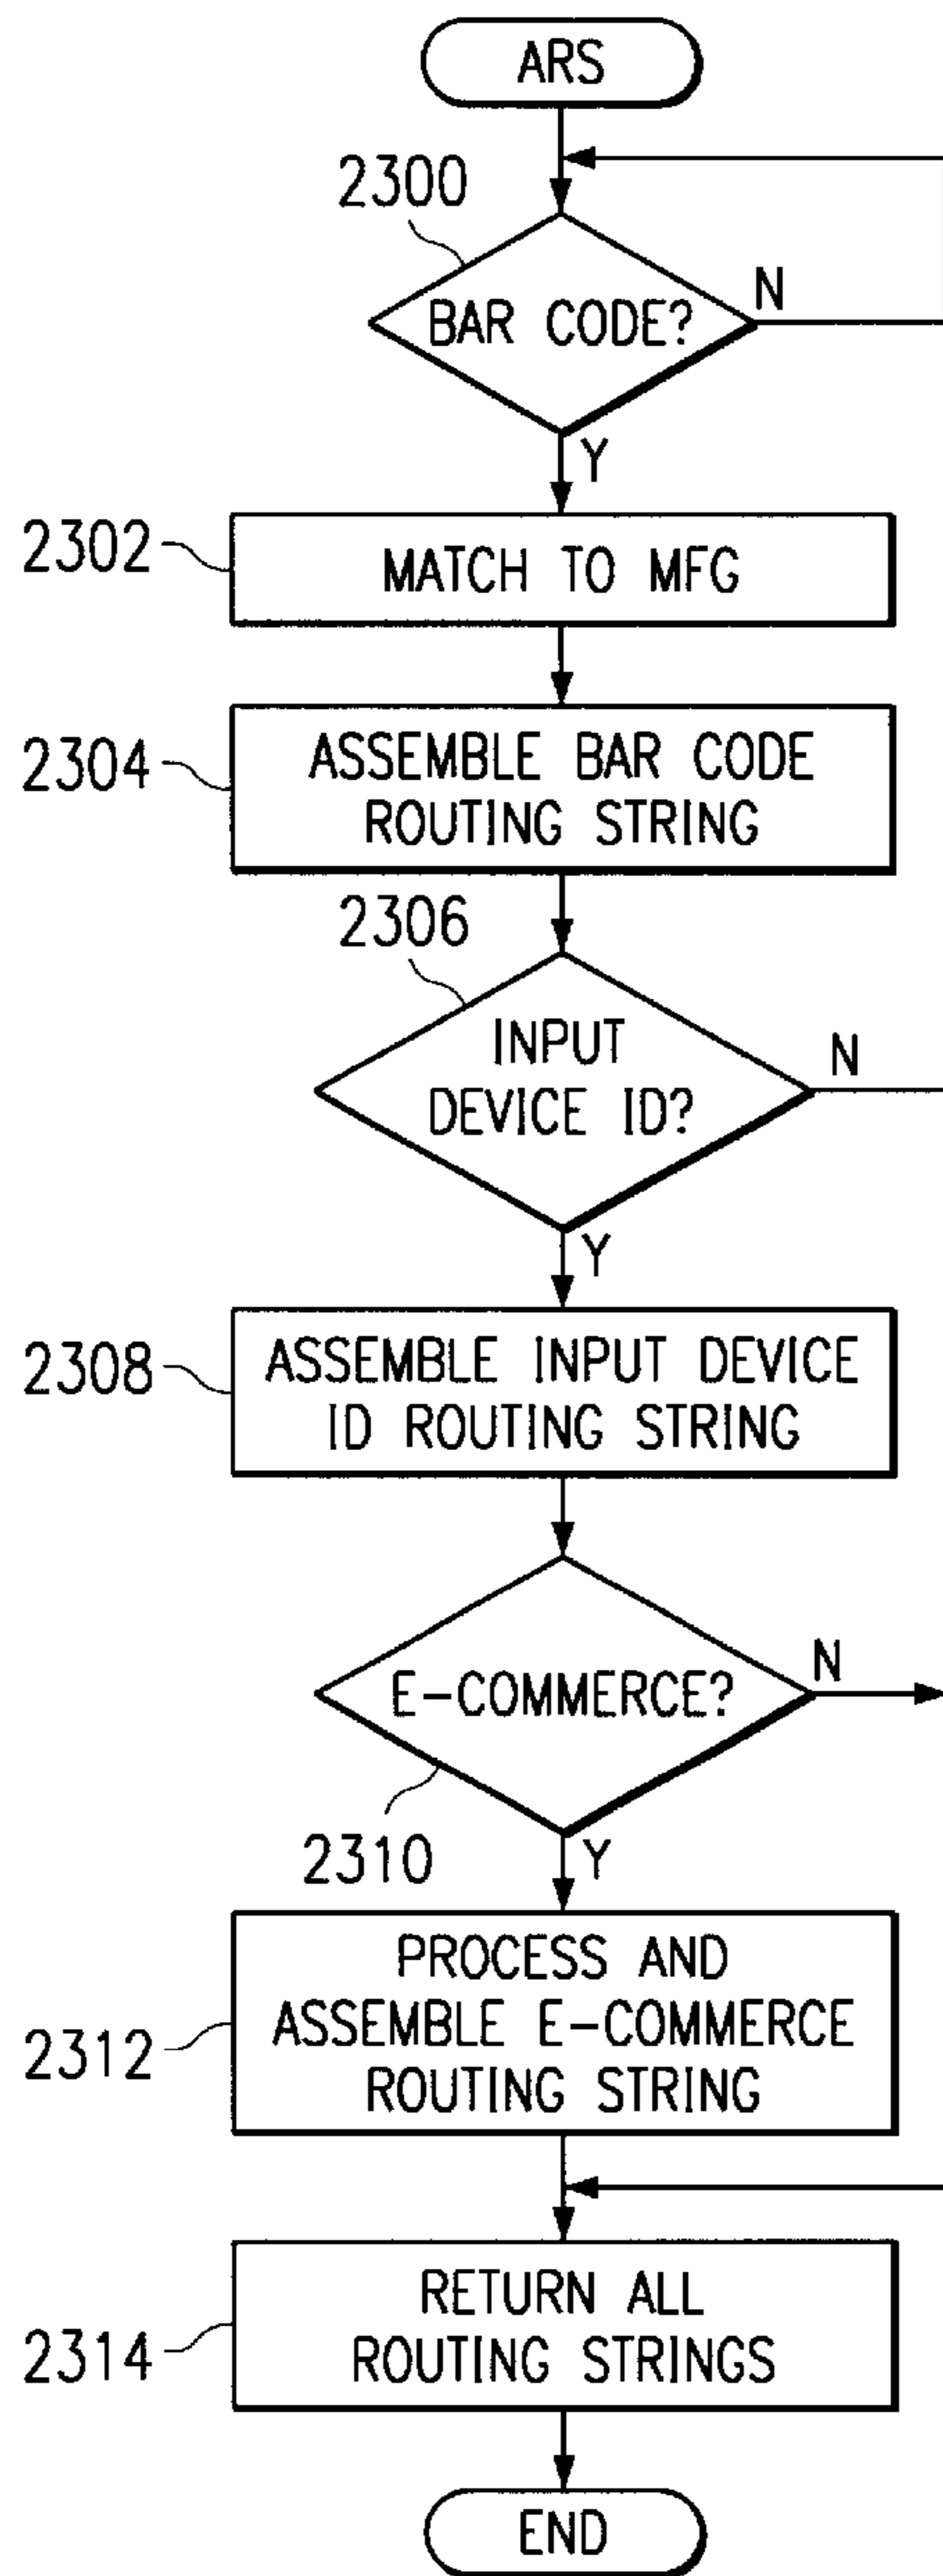 ARS
2300
BAR CODE?
N
Y
2302
MATCH TO MFG
2304
ASSEMBLE BAR CODE
ROUTING STRING
2306
INPUT
DEVICE ID?
N
Y
2308
ASSEMBLE INPUT DEVICE
ID ROUTING STRING
E-COMMERCE?
N
2310
Y
2312
PROCESS AND
ASSEMBLE E-COMMERCE
ROUTING STRING
2314
RETURN ALL
ROUTING STRINGS
END